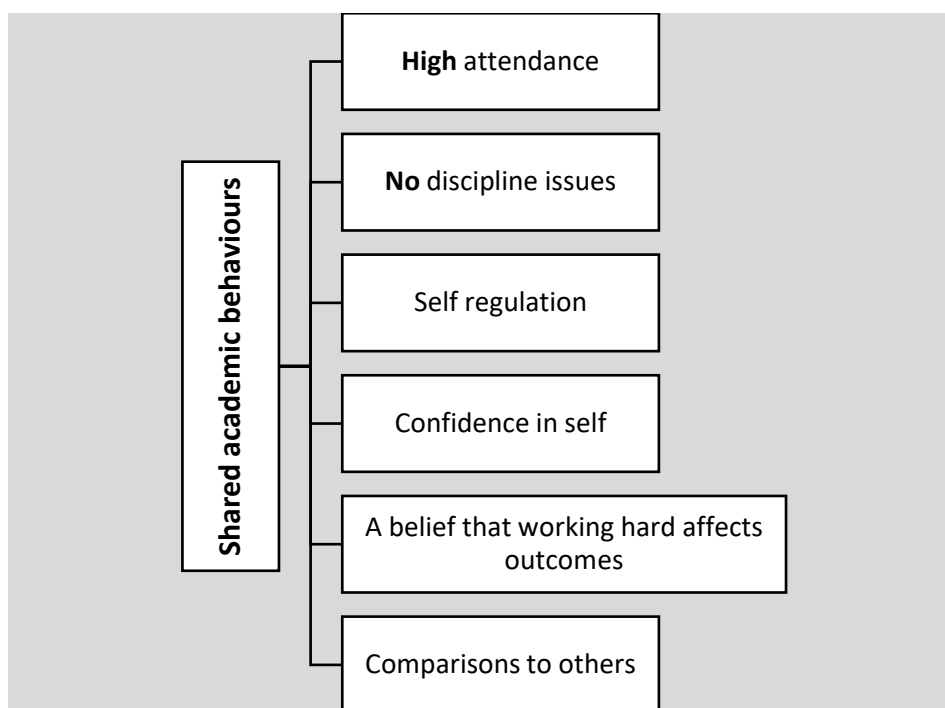 Shared academic behaviours
High attendance
No discipline issues
Self regulation
Confidence in self
A belief that working hard affects
outcomes
Comparisons to others